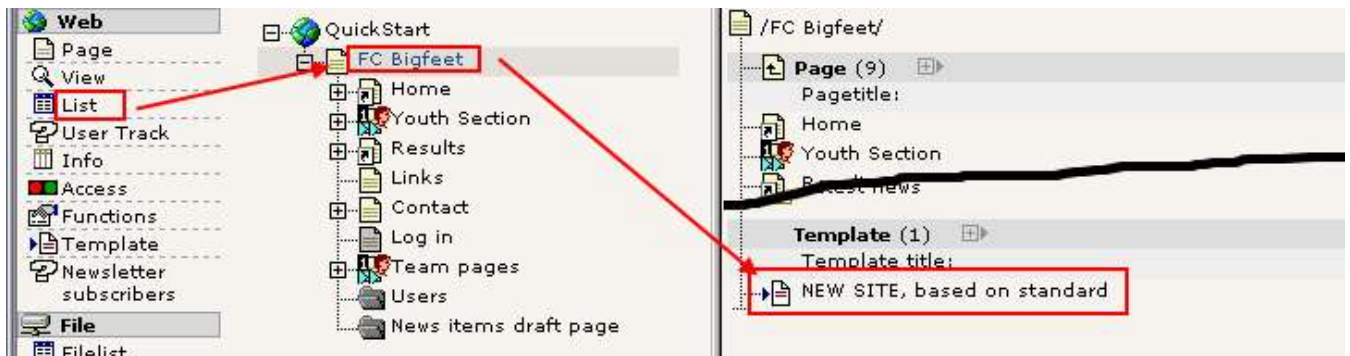 Web
Page
View
List
User Track
Info
Access
Functions
Template
Newsletter
subscribers
File
Filelist
QuickStart
FC Bigfeet
Home
Youth Section
Results
Links
Contact
Log in
Team pages
Users
News items draft page
/FC Bigfeet/
Page (9)
Pagetitle:
Home
Youth Section
news
Template (1)
Template title:
NEW SITE, based on standard